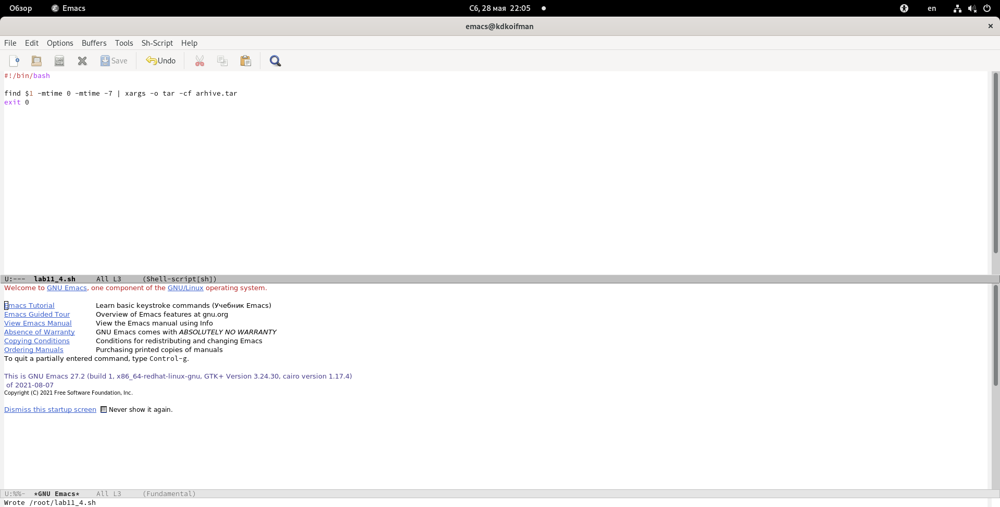 Обзор Emacs Сб, 28 мая 22:05 en
emacs@kdkoifman
File Edit Options Buffers Tools Sh-Script Help
Save Undo
#!/bin/bash
find $1 -mtime 0 -mtime -7 | xargs -o tar -cf arhive.tar
exit 0
U:--- lab11_4.sh All L3 (Shell-script[sh])
Welcome to GNU Emacs, one component of the GNU/Linux operating system.
Emacs Tutorial Learn basic keystroke commands (Учебник Emacs)
Emacs Guided Tour Overview of Emacs features at gnu.org
View Emacs Manual View the Emacs manual using Info
Absence of Warranty GNU Emacs comes with ABSOLUTELY NO WARRANTY
Copying Conditions Conditions for redistributing and changing Emacs
Ordering Manuals Purchasing printed copies of manuals
To quit a partially entered command, type Control-g.
This is GNU Emacs 27.2 (build 1, x86_64-redhat-linux-gnu, GTK+ Version 3.24.30, cairo version 1.17.4)
of 2021-08-07
Copyright (C) 2021 Free Software Foundation, Inc.
Dismiss this startup screen Never show it again.
U:%%- *GNU Emacs* All L3 (Fundamental)
Wrote /root/lab11_4.sh